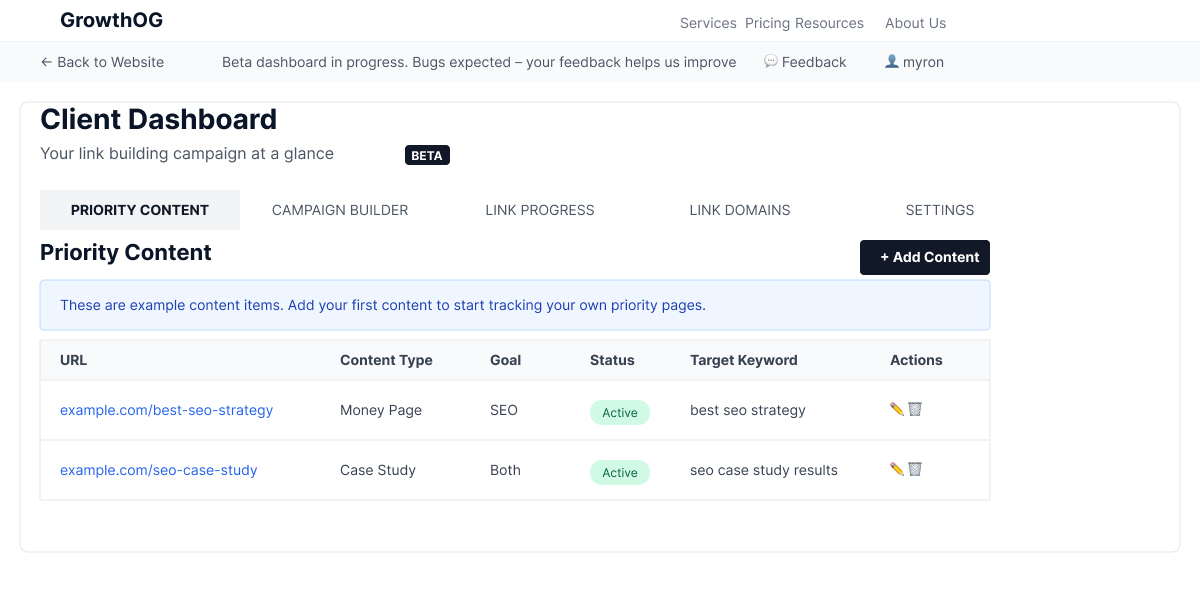 GrowthOG
Services Pricing Resources About Us
← Back to Website
Beta dashboard in progress. Bugs expected – your feedback helps us improve
Feedback
myron
Client Dashboard
Your link building campaign at a glance
BETA
PRIORITY CONTENT
CAMPAIGN BUILDER
LINK PROGRESS
LINK DOMAINS
SETTINGS
Priority Content
+ Add Content
These are example content items. Add your first content to start tracking your own priority pages.
URL Content Type Goal Status Target Keyword Actions
example.com/best-seo-strategy Money Page SEO Active best seo strategy
example.com/seo-case-study Case Study Both Active seo case study results